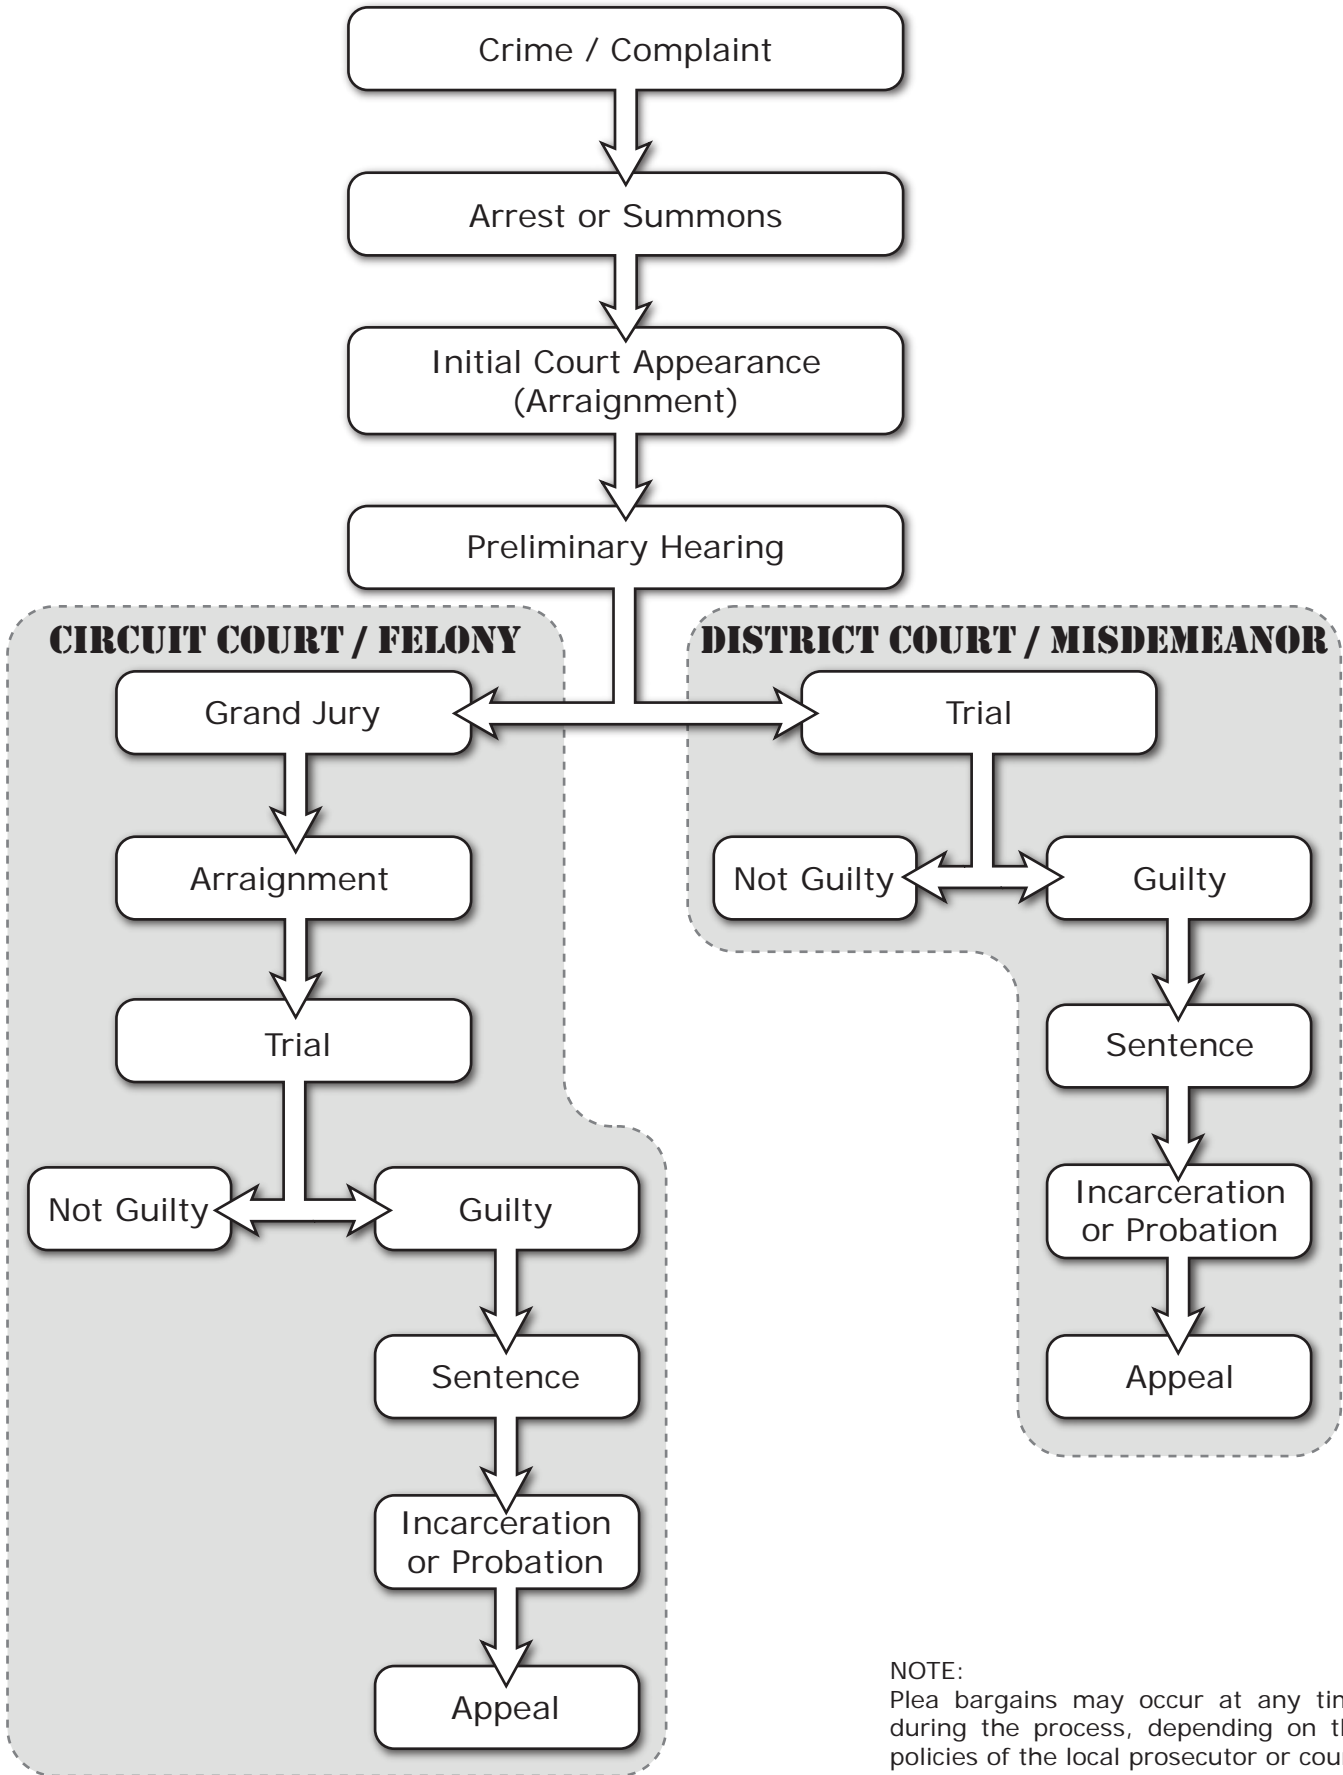 Crime / Complaint
Arrest or Summons
Initial Court Appearance
(Arraignment)
Preliminary Hearing
CIRCUIT COURT / FELONY
Grand Jury
Arraignment
Trial
Not Guilty
Guilty
Sentence
Incarceration
or Probation
Appeal
DISTRICT COURT / MISDEMEANOR
Trial
Not Guilty
Guilty
Sentence
Incarceration
or Probation
Appeal
NOTE:
Plea bargains may occur at any
during the process, depending on
policies of the local prosecutor or